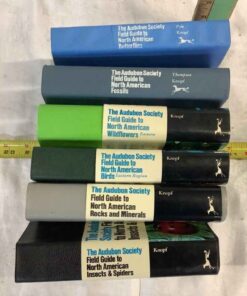 The Audubon Society
Field Guide to
North American
Butterflies
Pyle
Knopf
The Audubon Society
Field Guide to
North American
Fossils
Thompson
Knopf
The Audubon Society
Field Guide to
North American
Wildflowers Eastern
Knopf
The Audubon Society
Field Guide to
North American
Birds Eastern Region
Knopf
The Audubon Society
Field Guide to
North American
Rocks and Minerals
Knopf
The Audubon Society
Field Guide to
North American
Insects & Spiders
Knopf